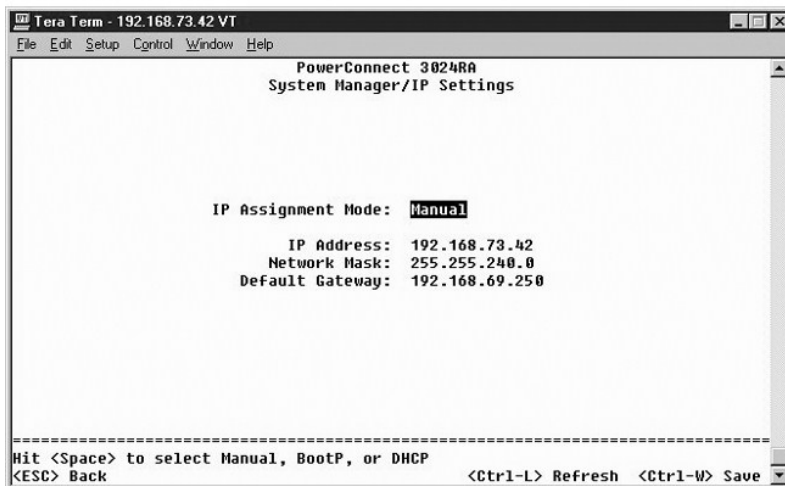 Tera Term - 192.168.73.42 VT
File Edit Setup Control Window Help
PowerConnect 3024RA
System Manager/IP Settings
IP Assignment Mode: Manual
IP Address: 192.168.73.42
Network Mask: 255.255.240.0
Default Gateway: 192.168.69.250
Hit <Space> to select Manual, BootP, or DHCP
<ESC> Back <Ctrl-L> Refresh <Ctrl-W> Save